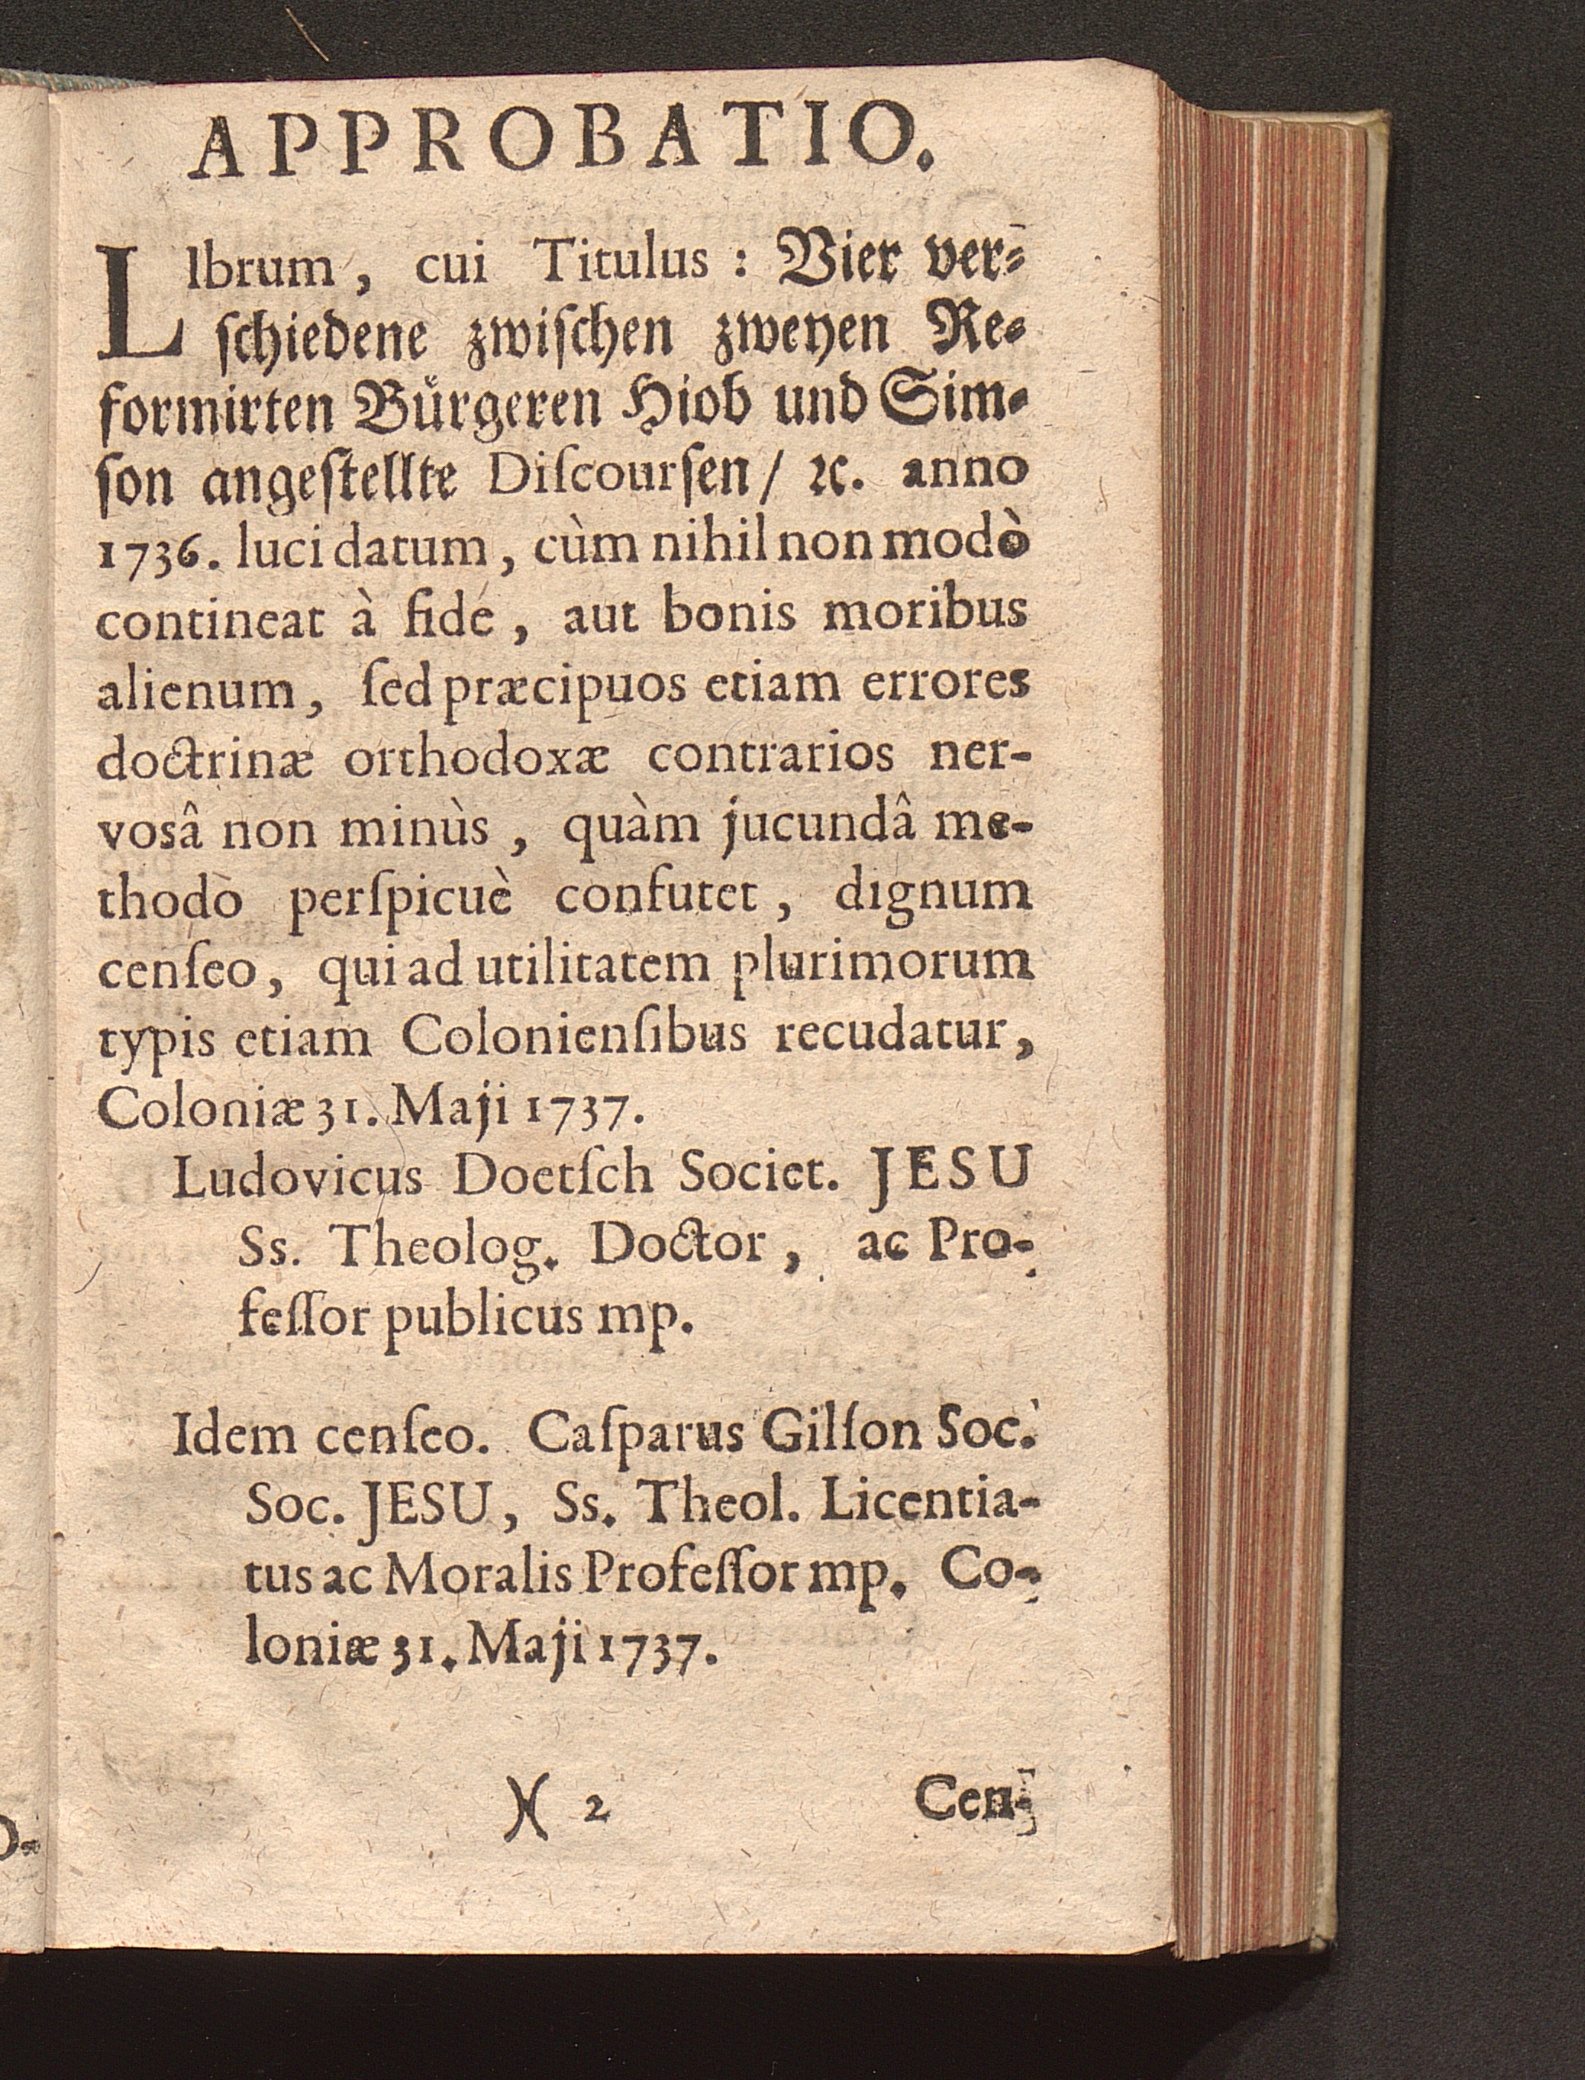 APPROBATIO.
LIbrum, cui Titulus: Vier ver-
ſchiedene zwiſchen zweyen Re-
formirten Buͤrgeren Hiob und Sim-
ſon angeſtellte Diſcourſen / ꝛc. anno
1736. luci datum, cùm nihil non modò
contineat à fide, aut bonis moribus
alienum, ſed præcipuos etiam errores
doctrinæ orthodoxæ contrarios ner-
vosâ non minùs, quàm jucundâ me-
thodo perſpicuè confutet, dignum
cenſeo, qui ad utilitatem plurimorum
typis etiam Colonienſibus recudatur,
Coloniæ 31. Maji 1737.
Ludovicus Doetſch Societ. JESU
Ss. Theolog. Doctor, ac Pro-
feſſor publicus mp.
Idem cenſeo. Caſparus Gilſon Soc.
Soc. JESU, Ss. Theol. Licentia-
tus ac Moralis Profeſſor mp. Co-
loniæ 31. Maji 1737.
)( 2 Cen-